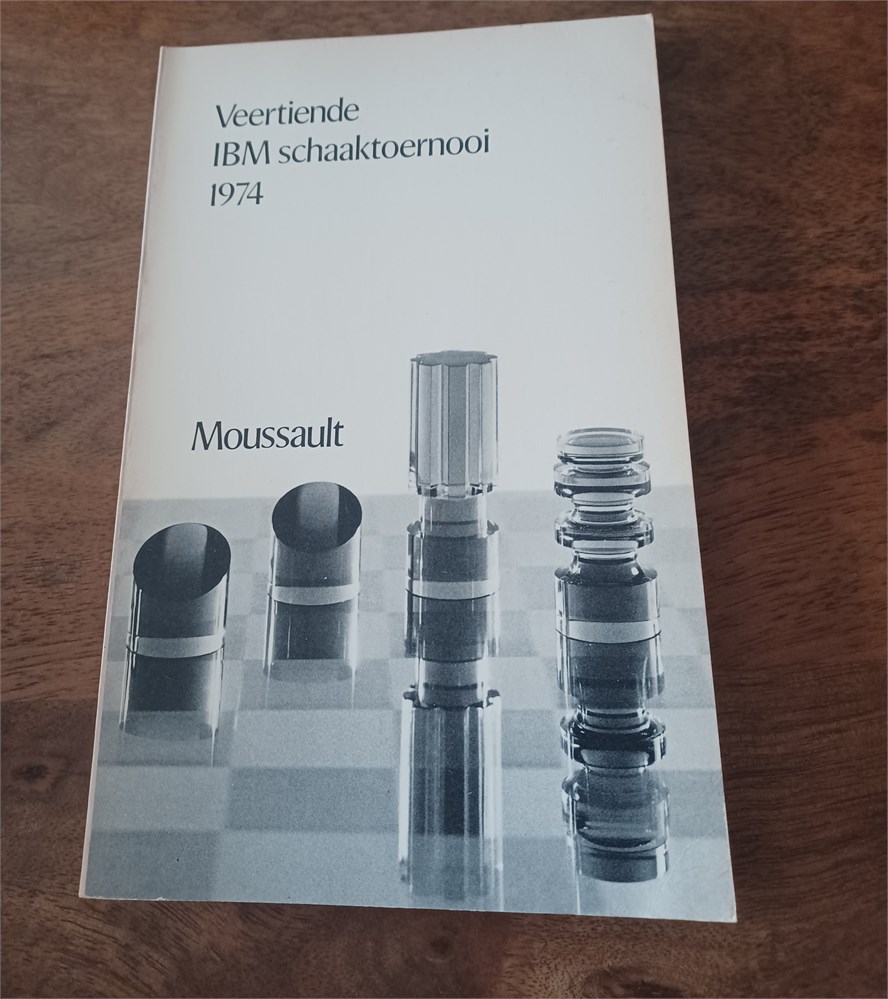 Veertiende
IBM schaaktoernooi
1974
Moussault